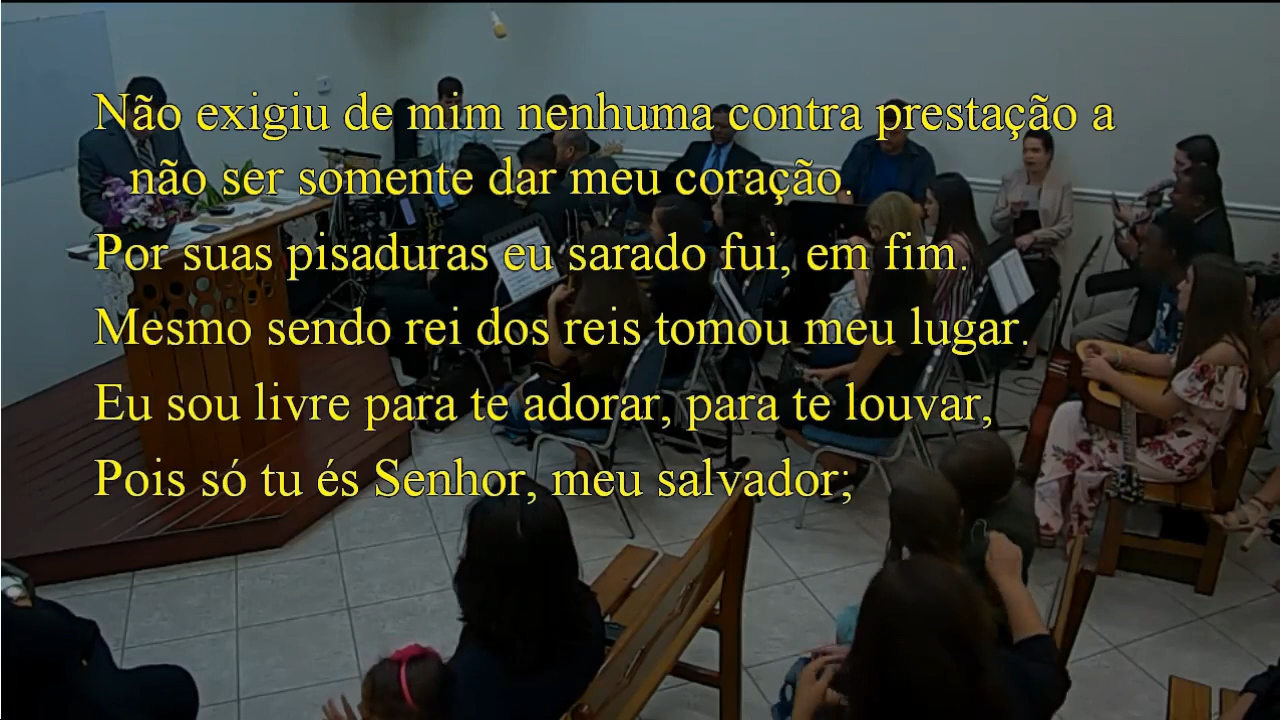 Não exigiu de mim nenhuma contra prestação a
não ser somente dar meu coração.
Por suas pisaduras eu sarado fui, em fim.
Mesmo sendo rei dos reis tomou meu lugar.
Eu sou livre para te adorar, para te louvar,
Pois só tu és Senhor, meu salvador;